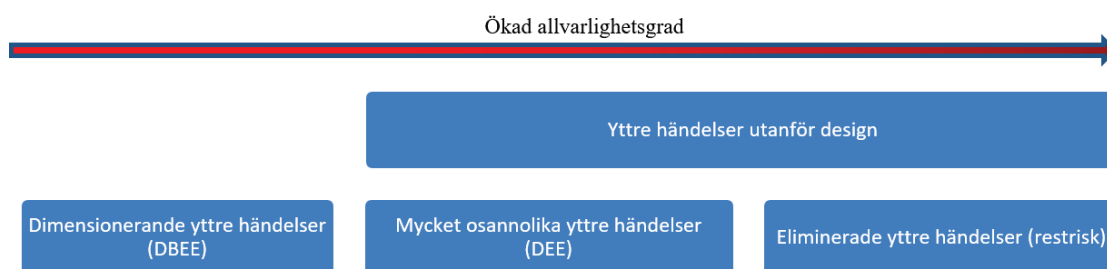 Ökad allvarlighetsgrad
Yttre händelser utanför design
Dimensionerande yttre händelser
(DBEE)
Mycket osannolika yttre händelser
(DEE)
Eliminerade yttre händelser (restrisk)